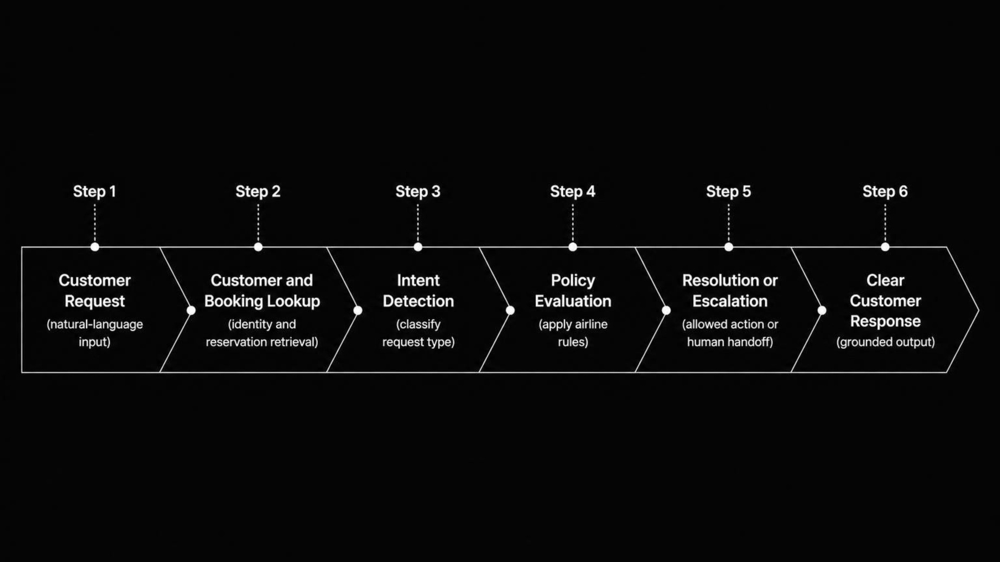 Step 1
Customer
Request
(natural-language
input)
Step 2
Customer and
Booking Lookup
(identity and
reservation retrieval)
Step 3
Intent
Detection
(classify
request type)
Step 4
Policy
Evaluation
(apply airline
rules)
Step 5
Resolution or
Escalation
(allowed action or
human handoff)
Step 6
Clear
Customer
Response
(grounded output)